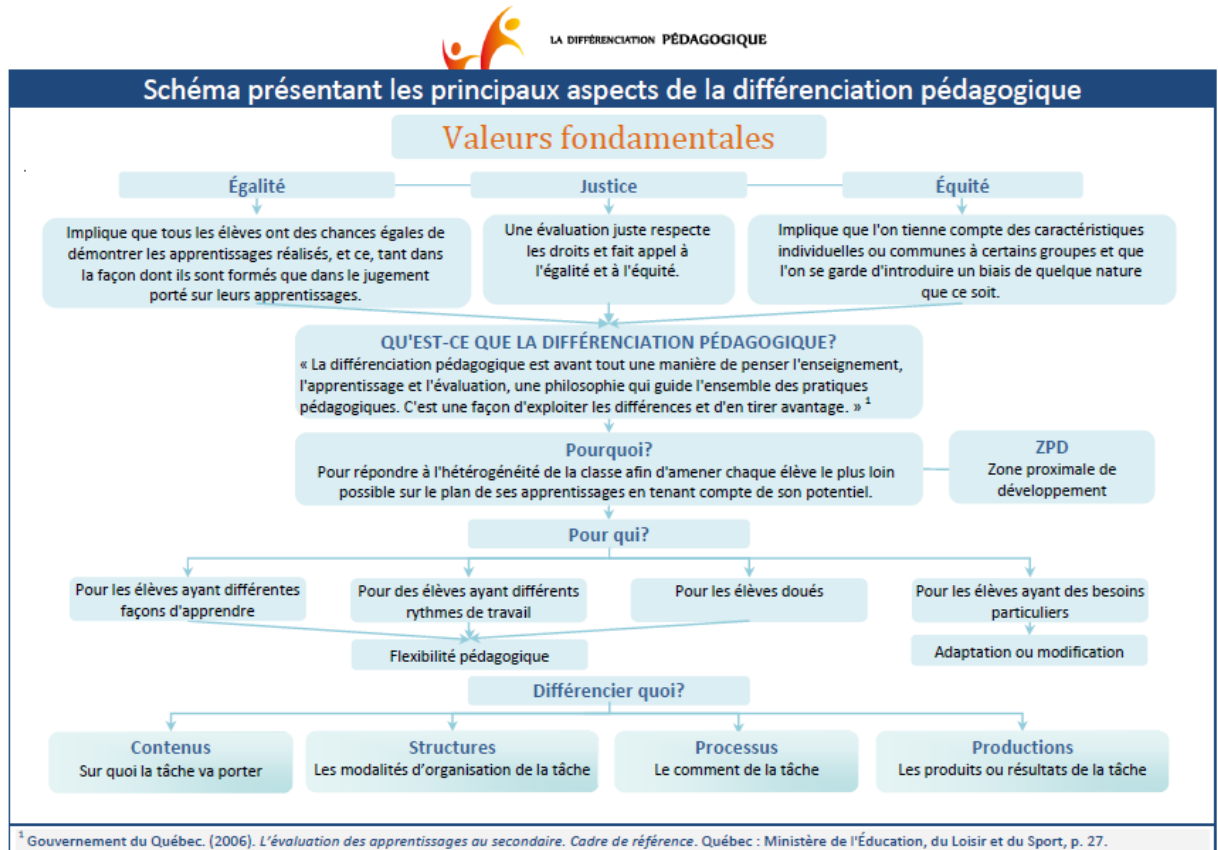 LA DIFFÉRENCIATION PÉDAGOGIQUE
Schéma présentant les principaux aspects de la différenciation pédagogique
Valeurs fondamentales
Égalité
Implique que tous les élèves ont des chances égales de
démontrer les apprentissages réalisés, et ce, tant dans
la façon dont ils sont formés que dans le jugement
porté sur leurs apprentissages.
Justice
Une évaluation juste respecte
les droits et fait appel à
l'égalité et à l'équité.
Équité
Implique que l'on tienne compte des caractéristiques
individuelles ou communes à certains groupes et que
l'on se garde d'introduire un biais de quelque nature
que ce soit.
QU'EST-CE QUE LA DIFFÉRENCIATION PÉDAGOGIQUE?
« La différenciation pédagogique est avant tout une manière de penser l'enseignement,
l'apprentissage et l'évaluation, une philosophie qui guide l'ensemble des pratiques
pédagogiques. C'est une façon d'exploiter les différences et d'en tirer avantage. » 1
Pourquoi?
Pour répondre à l'hétérogénéité de la classe afin d'amener chaque élève le plus loin
possible sur le plan de ses apprentissages en tenant compte de son potentiel.
ZPD
Zone proximale de
développement
Pour qui?
Pour les élèves ayant différentes
façons d'apprendre
Pour des élèves ayant différents
rythmes de travail
Pour les élèves doués
Pour les élèves ayant des besoins
particuliers
Flexibilité pédagogique
Adaptation ou modification
Différencier quoi?
Contenus
Sur quoi la tâche va porter
Structures
Les modalités d'organisation de la tâche
Processus
Le comment de la tâche
Productions
Les produits ou résultats de la tâche
1 Gouvernement du Québec. (2006). L'évaluation des apprentissages au secondaire. Cadre de référence. Québec : Ministère de l'Éducation, du Loisir et du Sport, p. 27.